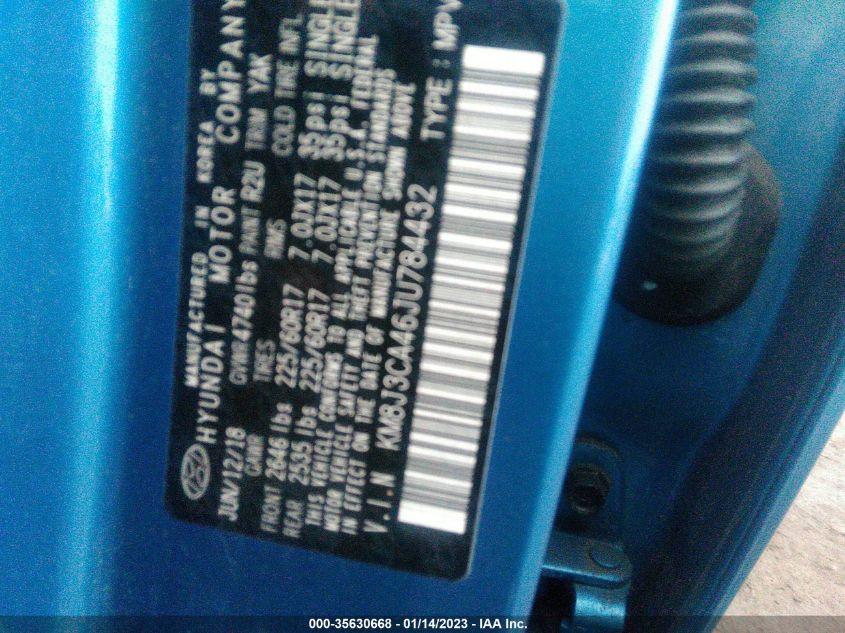 MANUFACTURED IN KOREA BY
HYUNDAI MOTOR COMPANY
JUN/12/18 GVWR 4740lbs PAINT R2U TRIM YAK
GAWR TIRES RIMS COLD TIRE INFL.
FRONT 2646 lbs 225/60R17 7.0JX17 35psi SINGLE
REAR 2535 lbs 225/60R17 7.0JX17 35psi SINGLE
THIS VEHICLE CONFORMS TO ALL APPLICABLE U.S.A. FEDERAL
MOTOR VEHICLE SAFETY AND THEFT PREVENTION STANDARDS
IN EFFECT ON THE DATE OF MANUFACTURE SHOWN ABOVE
V.I.N KM8J3CA46JU784432 TYPE : MPV
000-35630668 - 01/14/2023 - IAA Inc.